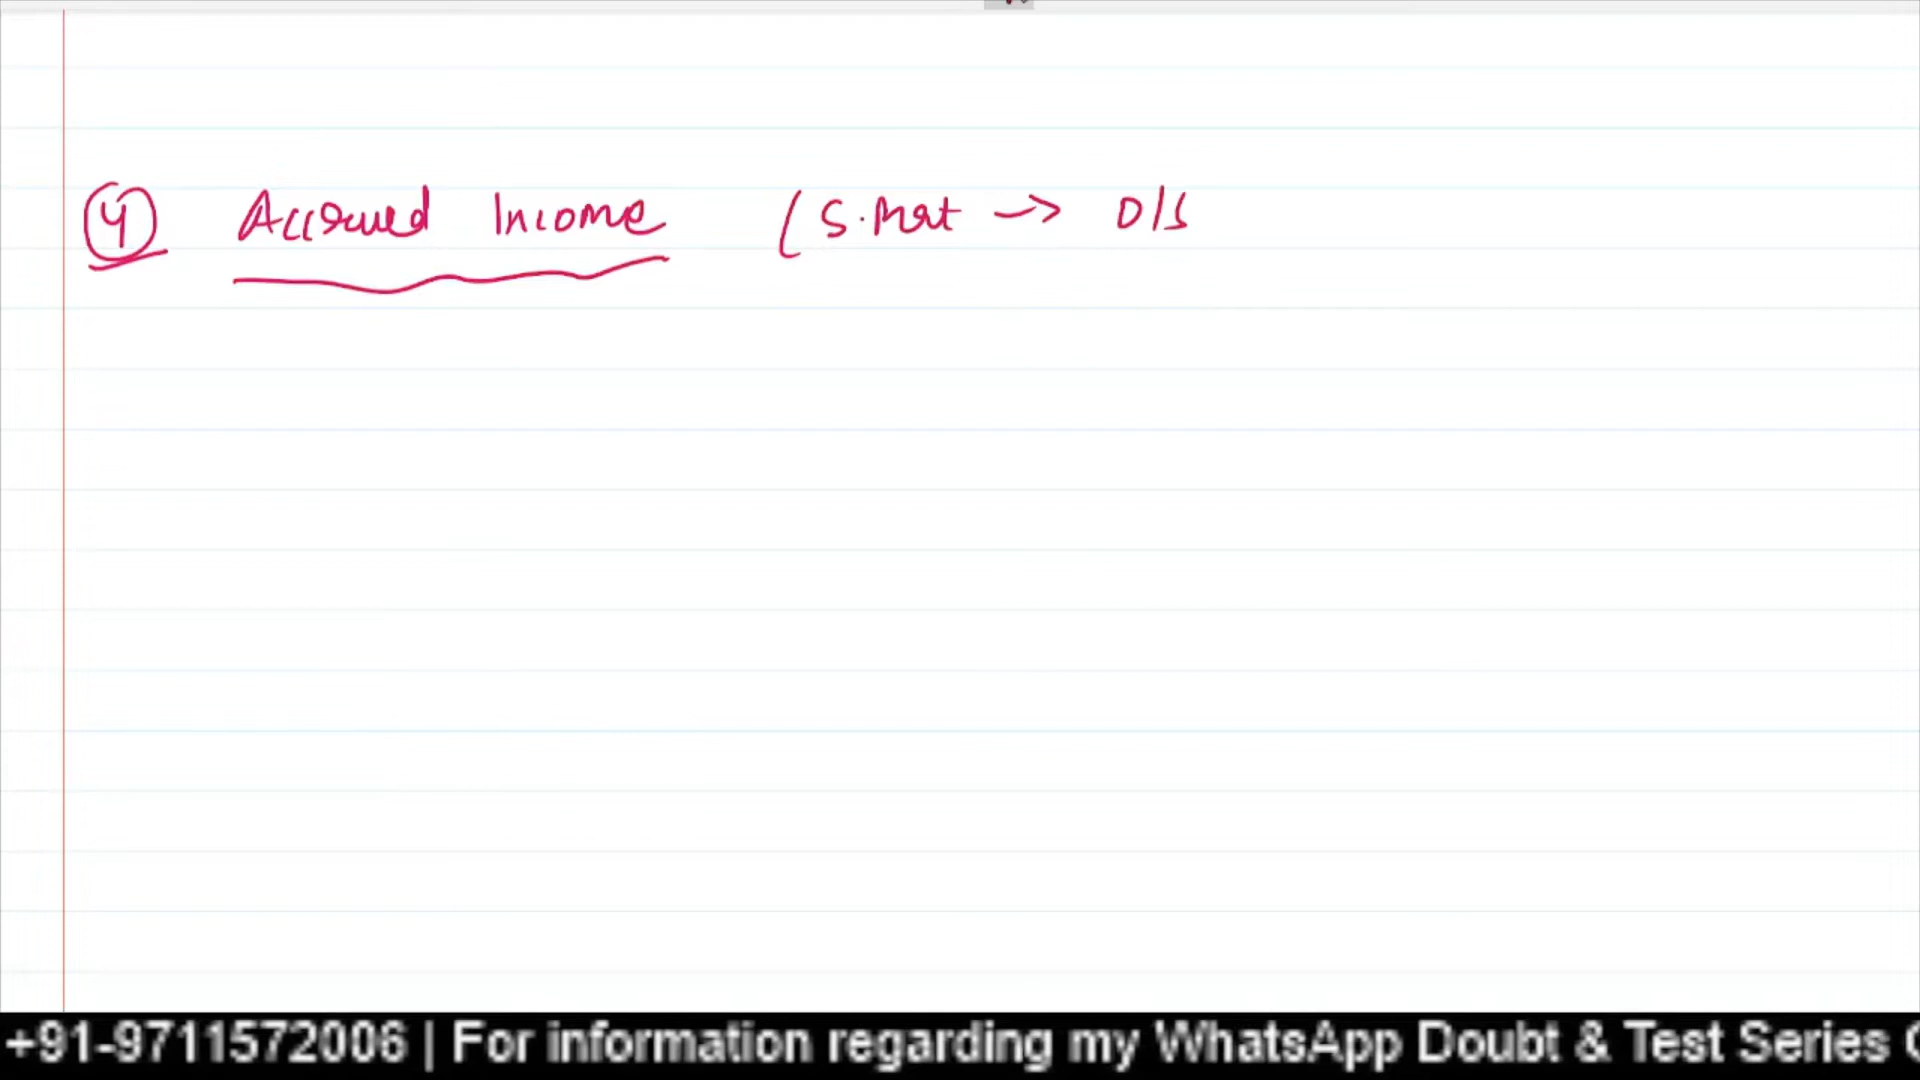 ④ Accrued Income (S.Mat → O/S
+91-9711572006 | For information regarding my WhatsApp Doubt & Test Series